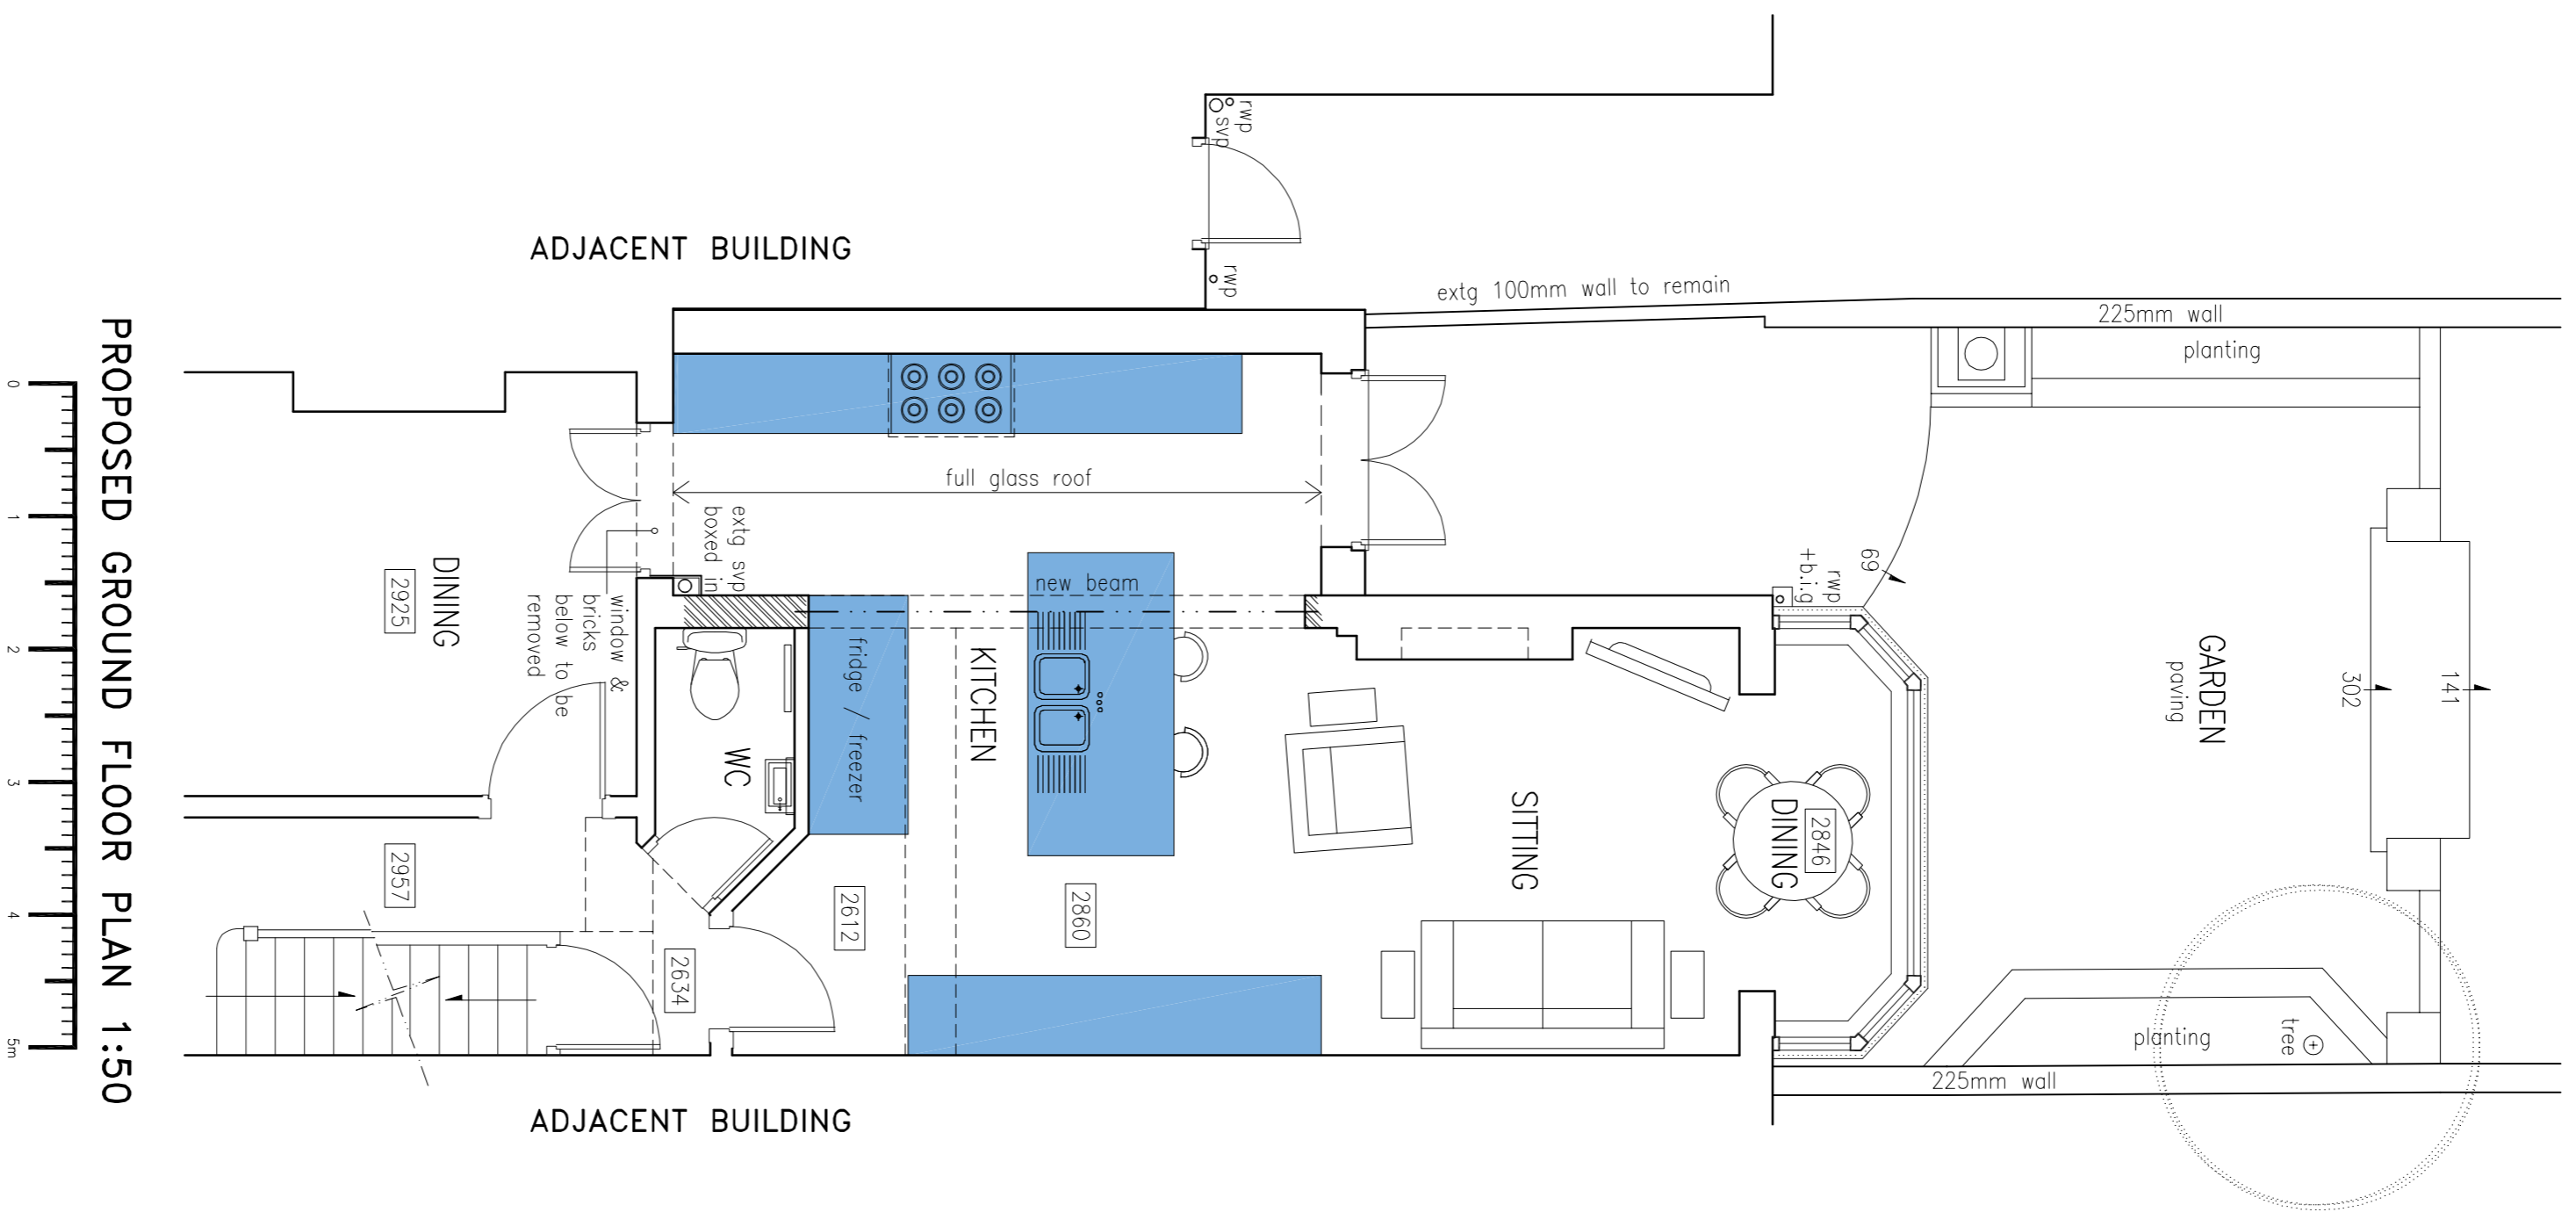 PROPOSED GROUND FLOOR PLAN 1:50
0
1
2
3
4
5m
ADJACENT BUILDING
rwp
svp
rwp
extg 100mm wall to remain
225mm wall
planting
full glass roof
extg svp
boxed in
window &
bricks
below to be
removed
DINING
2925
new beam
fridge / freezer
KITCHEN
WC
rwp
+b.i.g
69
GARDEN
paving
302
141
SITTING
DINING
2846
2957
2612
2860
2634
planting
tree
225mm wall
ADJACENT BUILDING